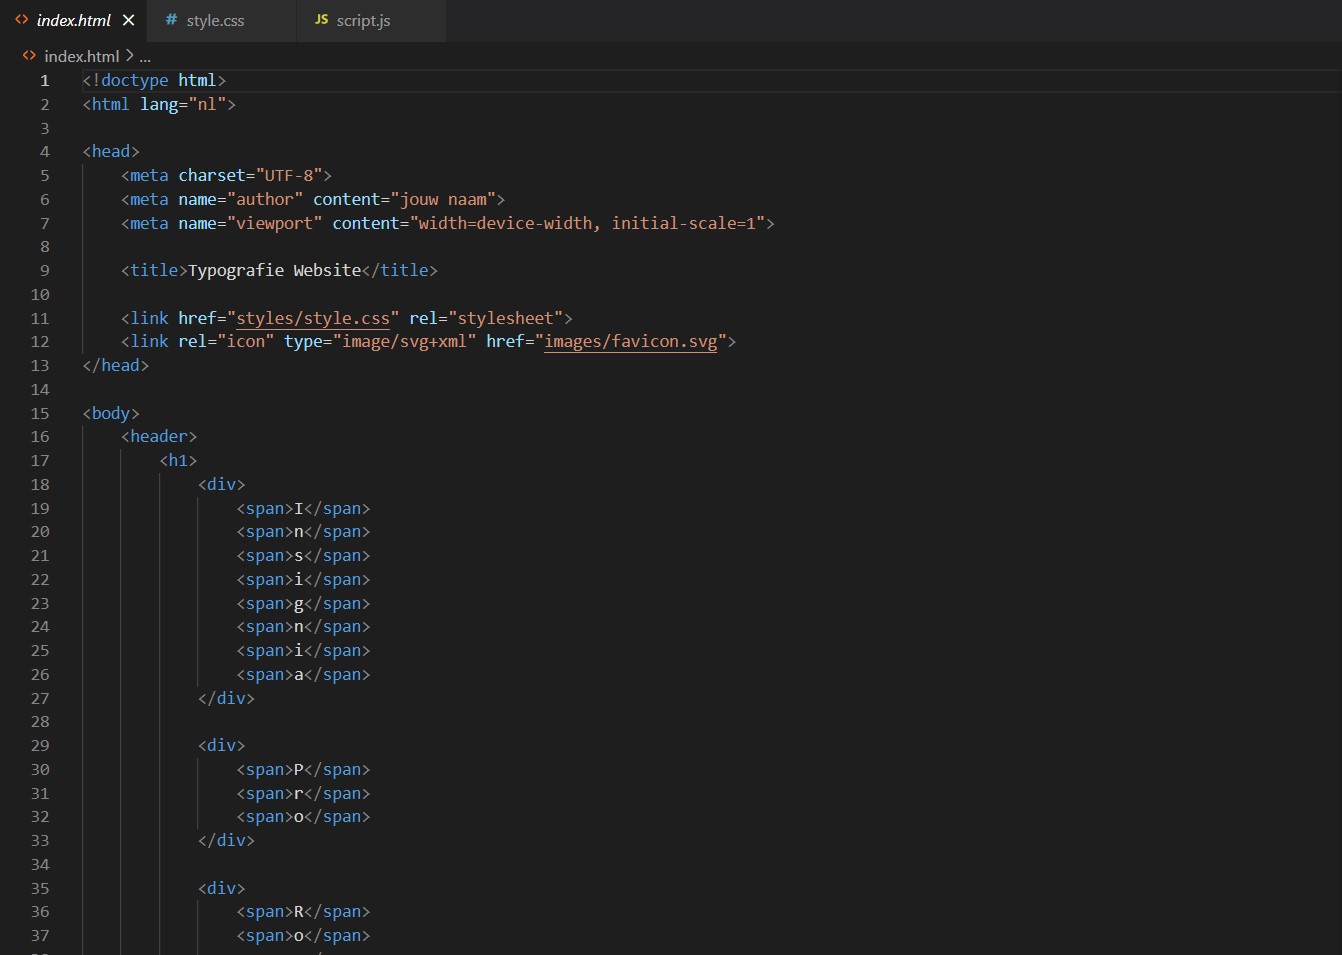 index.html
style.css
JS script.js
index.html > ...
1 <!doctype html>
2 <html lang="nl">
3
4 <head>
5 <meta charset="UTF-8">
6 <meta name="author" content="jouw naam">
7 <meta name="viewport" content="width=device-width, initial-scale=1">
8
9 <title>Typografie Website</title>
10
11 <link href="styles/style.css" rel="stylesheet">
12 <link rel="icon" type="image/svg+xml" href="images/favicon.svg">
13 </head>
14
15 <body>
16 <header>
17 <h1>
18 <div>
19 <span>I</span>
20 <span>n</span>
21 <span>s</span>
22 <span>i</span>
23 <span>g</span>
24 <span>n</span>
25 <span>i</span>
26 <span>a</span>
27 </div>
28
29 <div>
30 <span>P</span>
31 <span>r</span>
32 <span>o</span>
33 </div>
34
35 <div>
36 <span>R</span>
37 <span>o</span>